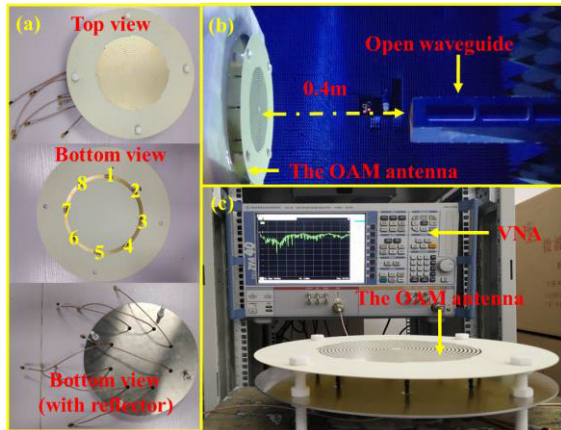 (a)
Top view
Bottom view
8
1
2
7
3
6
5
4
Bottom view
(with reflector)
(b)
Open waveguide
0.4m
The OAM antenna
(c)
VNA
The OAM antenna